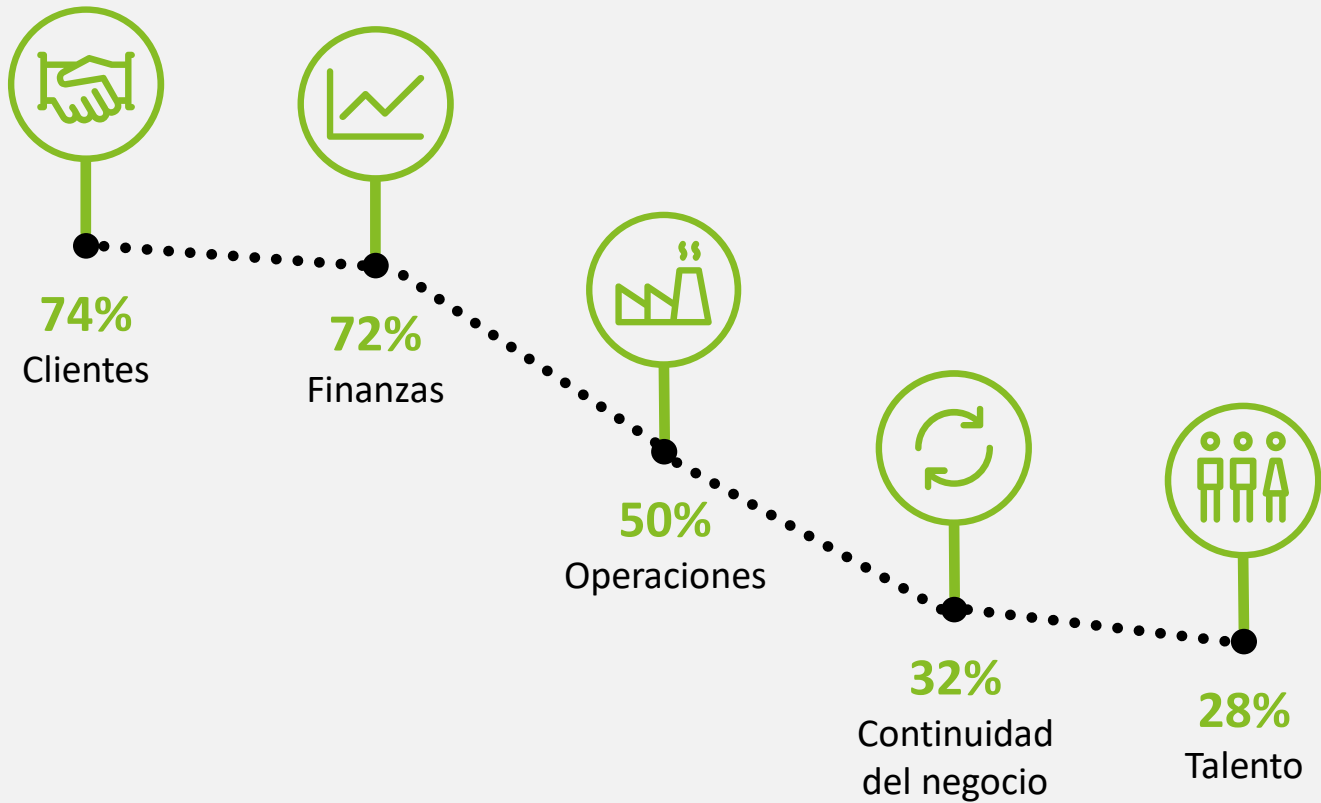 74%
Clientes
72%
Finanzas
50%
Operaciones
32%
Continuidad
del negocio
28%
Talento